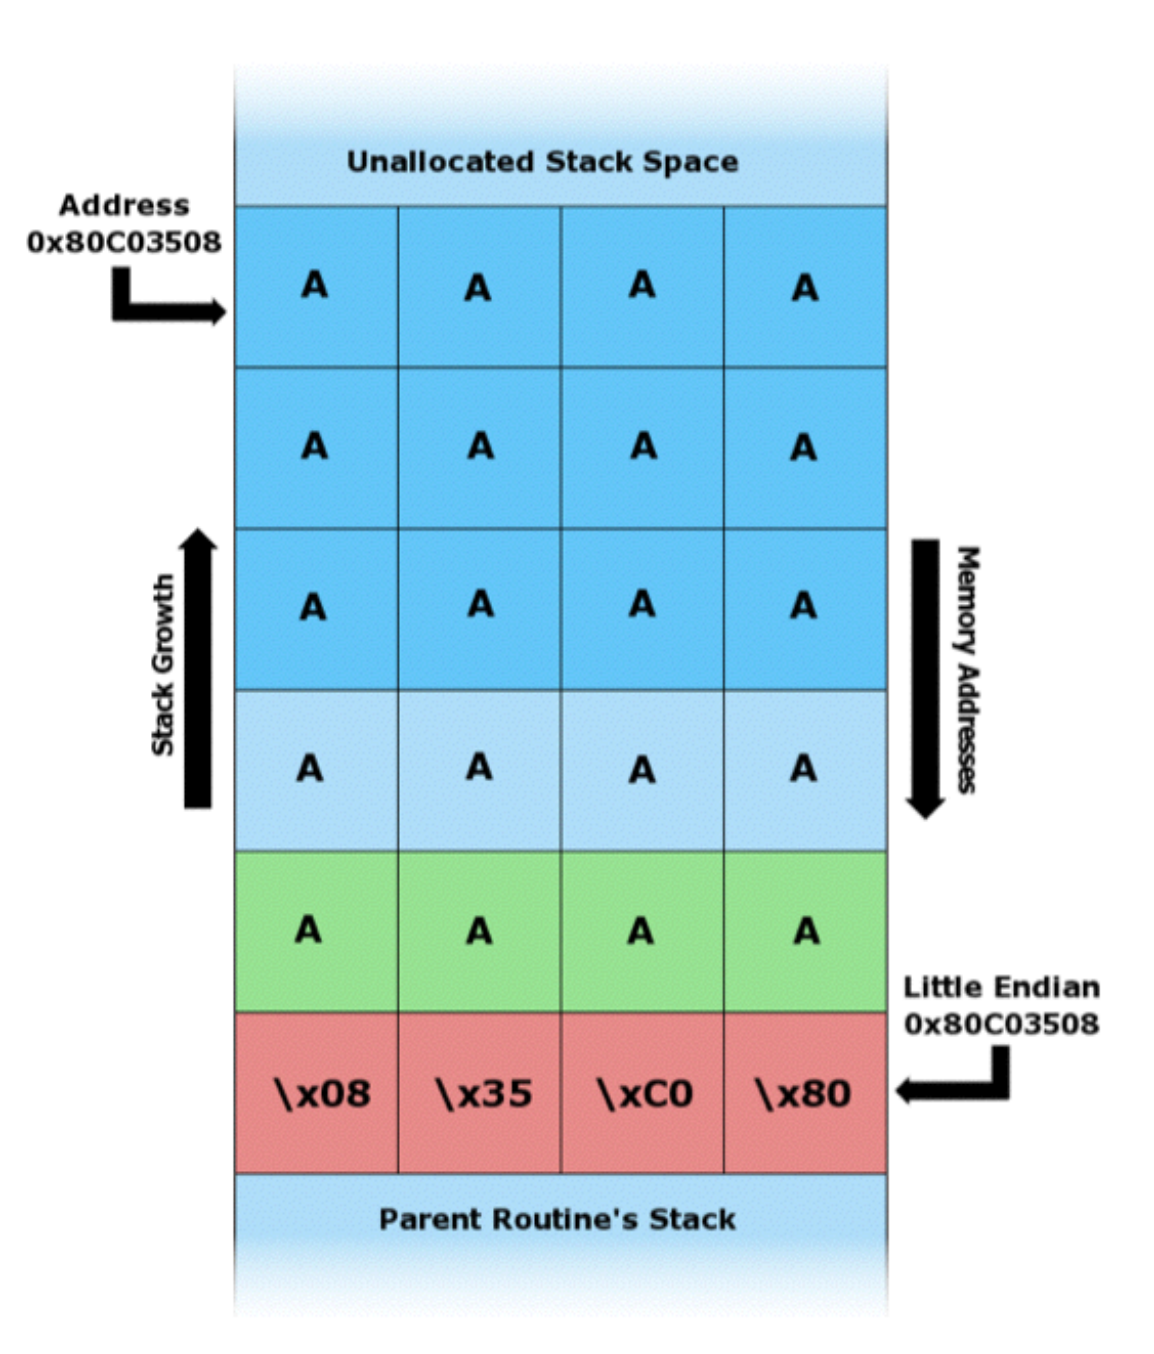 Unallocated Stack Space
Address
0x80C03508
A A A A
A A A A
Stack Growth
A A A A
Memory Addresses
A A A A
A A A A
Little Endian
0x80C03508
\x08 \x35 \xC0 \x80
Parent Routine's Stack